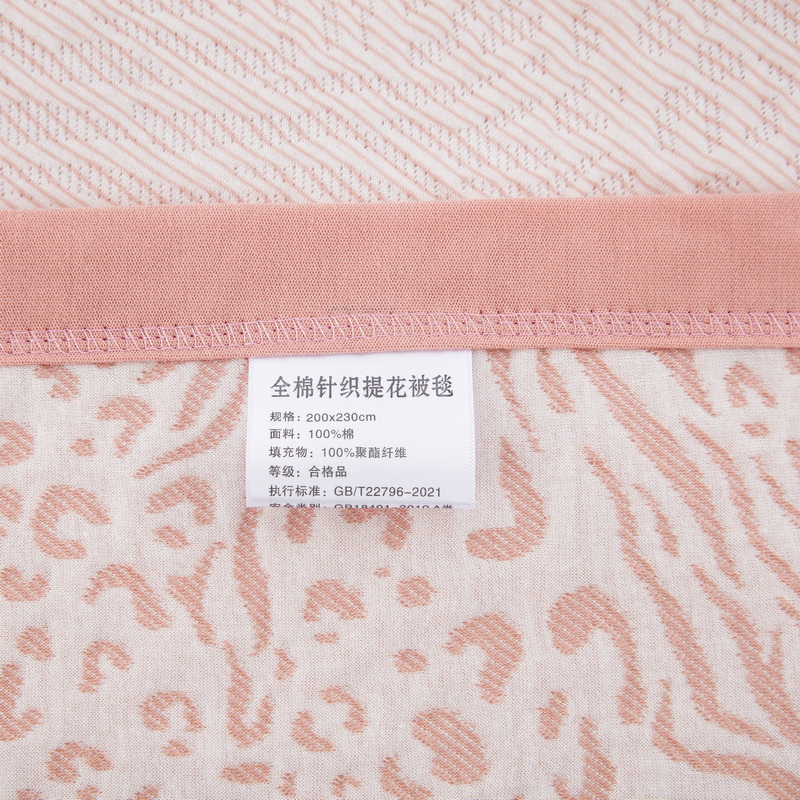 全棉针织提花被毯
规格：200x230cm
面料：100%棉
填充物：100%聚酯纤维
等级：合格品
执行标准：GB/T22796-2021